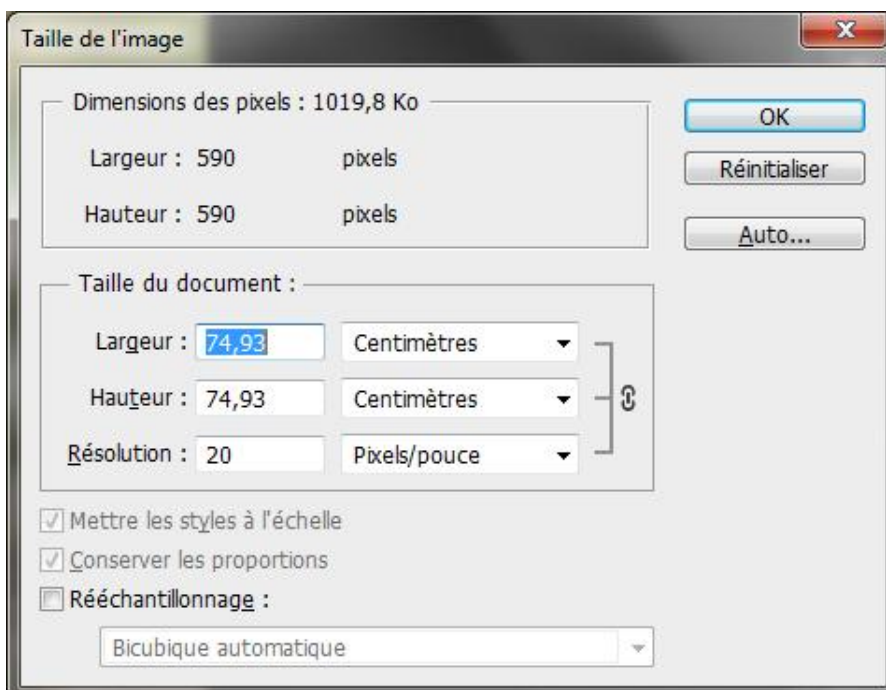 Taille de l'image
Dimensions des pixels : 1019,8 Ko
Largeur : 590 pixels
Hauteur : 590 pixels
OK
Réinitialiser
Auto...
Taille du document :
Largeur : 74,93 Centimètres
Hauteur : 74,93 Centimètres
Résolution : 20 Pixels/pouce
Mettre les styles à l'échelle
Conserver les proportions
Rééchantillonnage :
Bicubique automatique